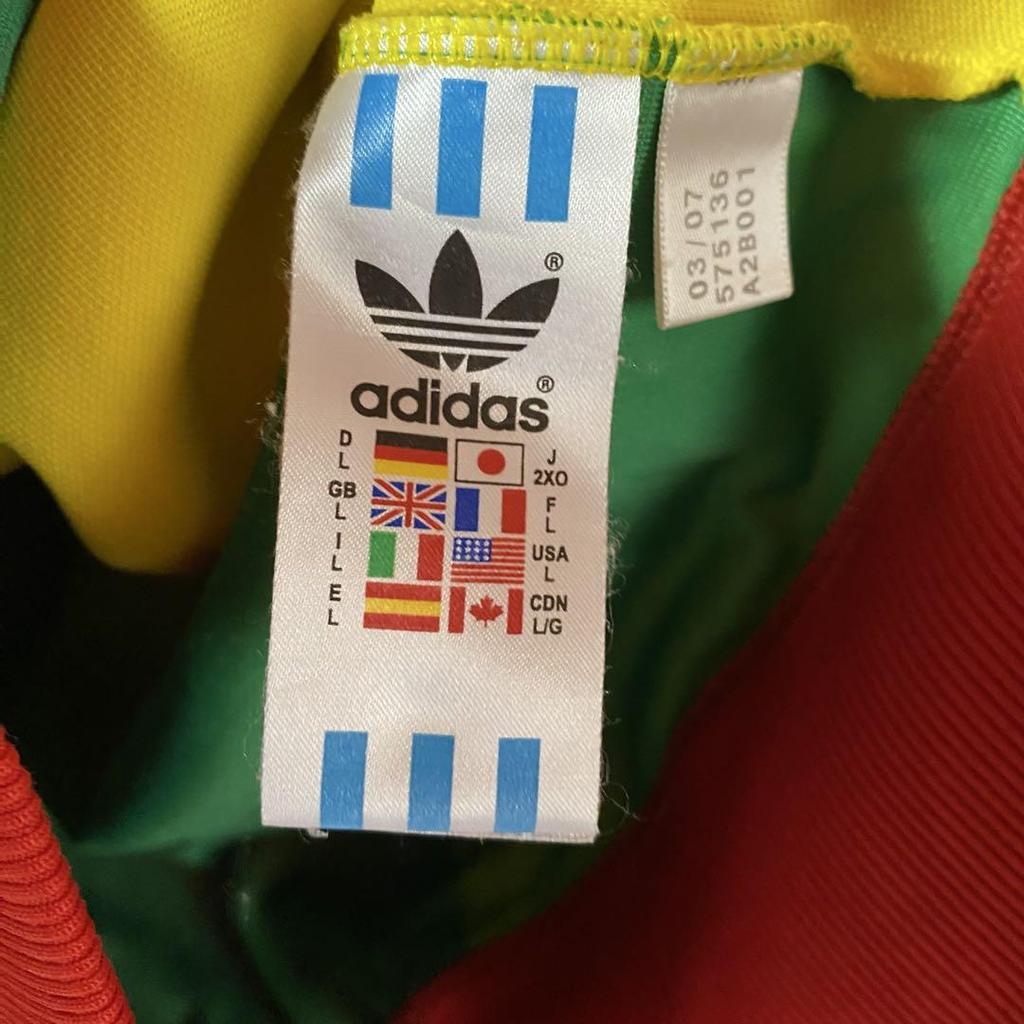 ®
adidas®
D
L
J
2XO
GB
L
F
L
I
L
USA
L
E
L
CDN
L/G
03/07
575136
A2B001